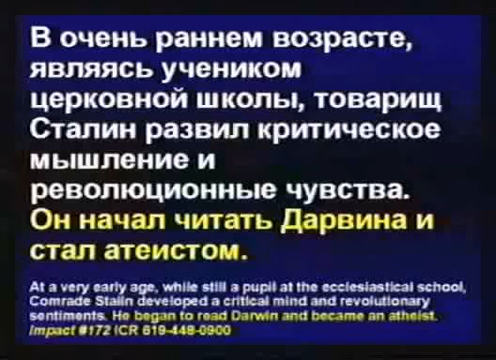 В очень раннем возрасте,
являясь учеником
церковной школы, товарищ
Сталин развил критическое
мышление и
революционные чувства.
Он начал читать Дарвина и
стал атеистом.
At a very early age, while still a pupil at the ecclesiastical school,
Comrade Stalin developed a critical mind and revolutionary
sentiments. He began to read Darwin and became an atheist.
Impact #172 ICR 619-448-0900